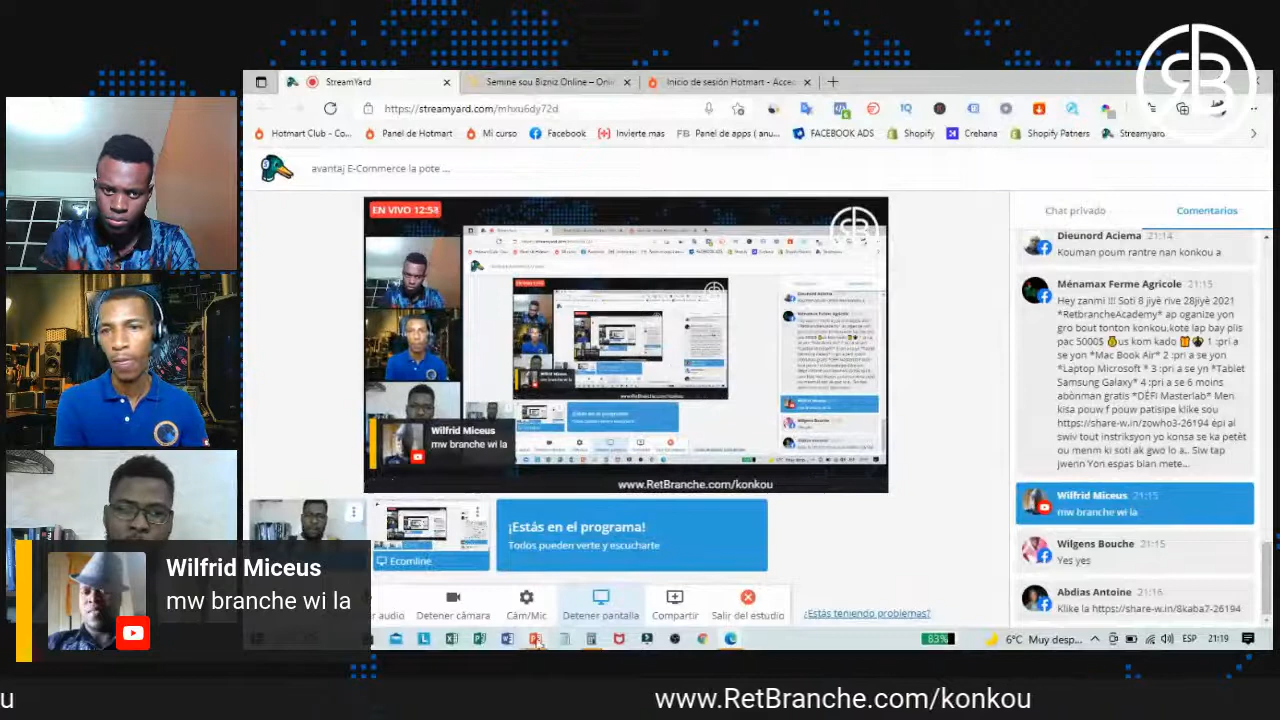 StreamYard
Semine sou Bizniz Online – Onlin
Inicio de sesión Hotmart - Acces
https://streamyard.com/mhxu6dy72d
Hotmart Club - Co...
Panel de Hotmart
Mi curso
Facebook
Invierte mas
Panel de apps ( anu...
FACEBOOK ADS
Shopify
Crehana
Shopify Patners
Streamyard
avantaj E-Commerce la pote ...
Chat privado
Comentarios
EN VIVO 12:53
Dieunord Aciema 21:14
Kouman poum rantre nan konkou a
Ménamax Ferme Agricole 21:15
Hey zanmi !!! Soti 8 jiyè rive 28jiyè 2021
*RetbrancheAcademy* ap oganize yon
gro bout tonton konkou.kote lap bay plis
pac 5000$ us kom kado 1 :pri a
se yon *Mac Book Air* 2 :pri a se yon
*Laptop Microsoft * 3 :pri a se yn *Tablet
Samsung Galaxy* 4 :pri a se 6 moins
abònman gratis *DÈFI Masterlab* Men
kisa pouw f pouw patisipe klike sou
https://share-w.in/zowho3-26194 épi al
swiv tout instriksyon yo konsa se ka petèt
ou menm ki soti ak gwo lo a.. Siw tap
jwenn Yon espas bian mete...
Wilfrid Miceus 21:15
mw branche wi la
Wilgens Bouche 21:15
Yes yes
Abdias Antoine 21:16
Klike la https://share-w.in/8kaba7-26194
Wilfrid Miceus
mw branche wi la
www.RetBranche.com/konkou
¡Estás en el programa!
Todos pueden verte y escucharte
Ecomline
r audio
Detener cámara
Cám/Mic
Detener pantalla
Compartir
Salir del estudio
¿Estás teniendo problemas?
83%
6°C Muy desp...
ESP
21:19
Wilfrid Miceus
mw branche wi la
u
www.RetBranche.com/konkou